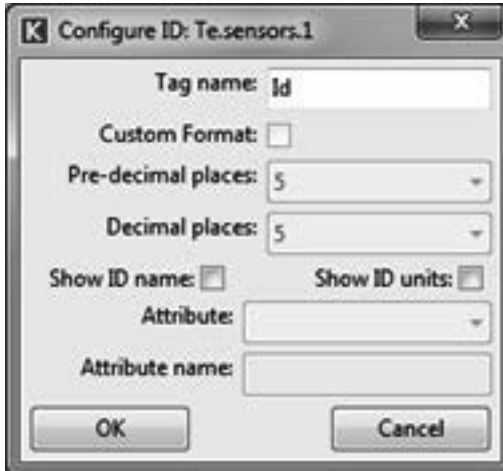 K Configure ID: Te.sensors.1 x
Tag name: Id
Custom Format:
Pre-decimal places: 5
Decimal places: 5
Show ID name: Show ID units:
Attribute:
Attribute name:
OK Cancel